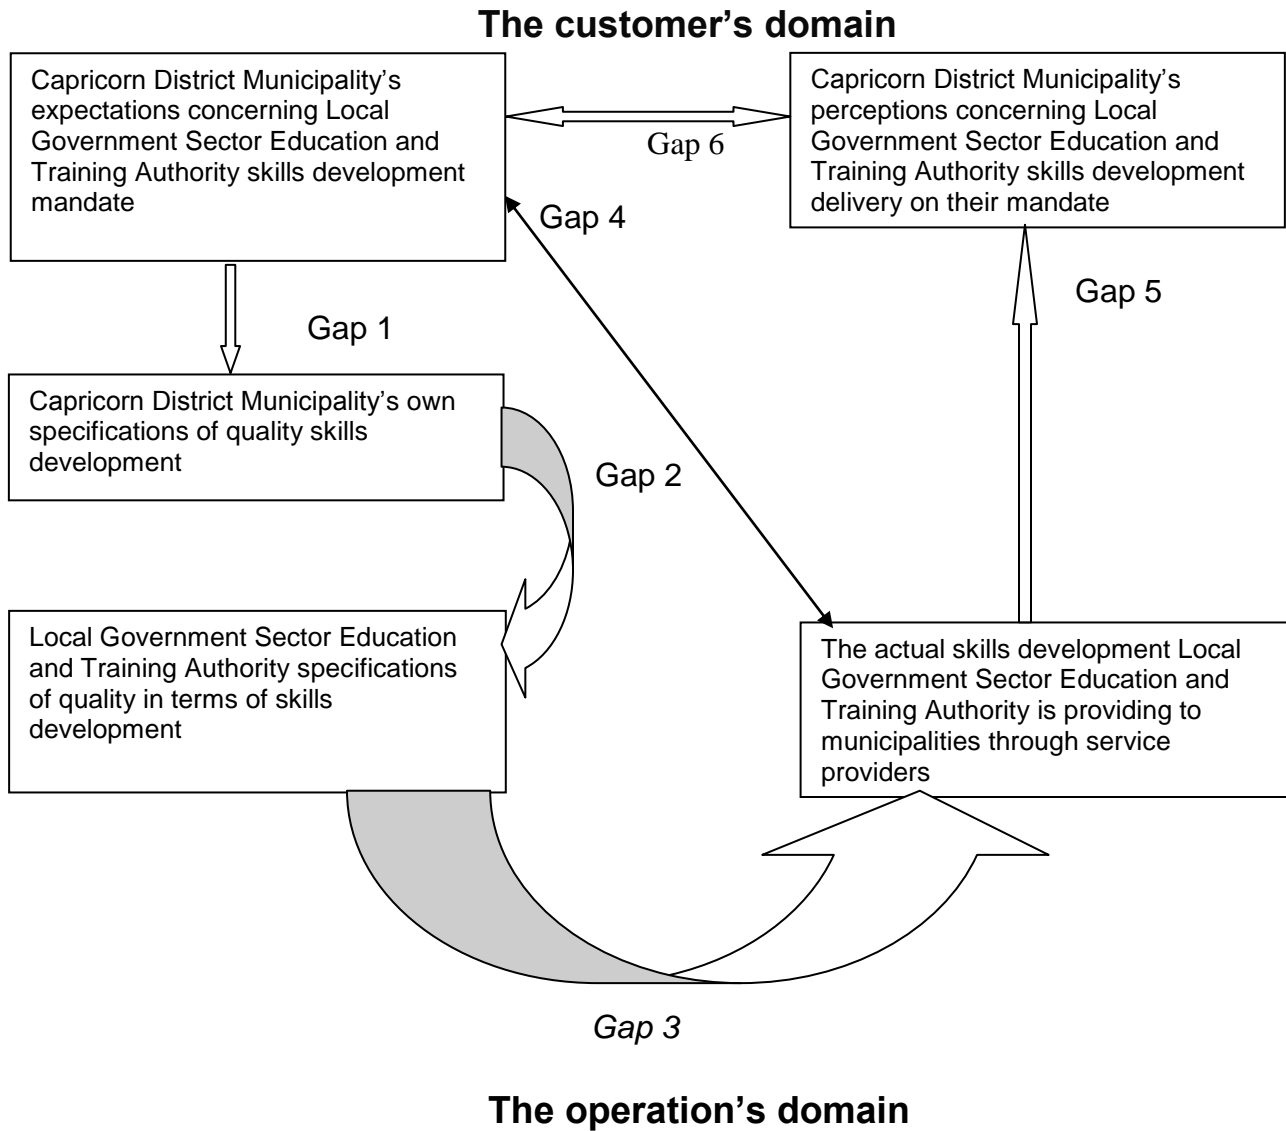 The customer’s domain
Capricorn District Municipality’s
expectations concerning Local
Government Sector Education and
Training Authority skills development
mandate
Capricorn District Municipality’s
perceptions concerning Local
Government Sector Education and
Training Authority skills development
delivery on their mandate
Gap 6
Gap 4
Gap 5
Gap 1
Capricorn District Municipality’s own
specifications of quality skills
development
Gap 2
Local Government Sector Education
and Training Authority specifications
of quality in terms of skills
development
The actual skills development Local
Government Sector Education and
Training Authority is providing to
municipalities through service
providers
Gap 3
The operation’s domain